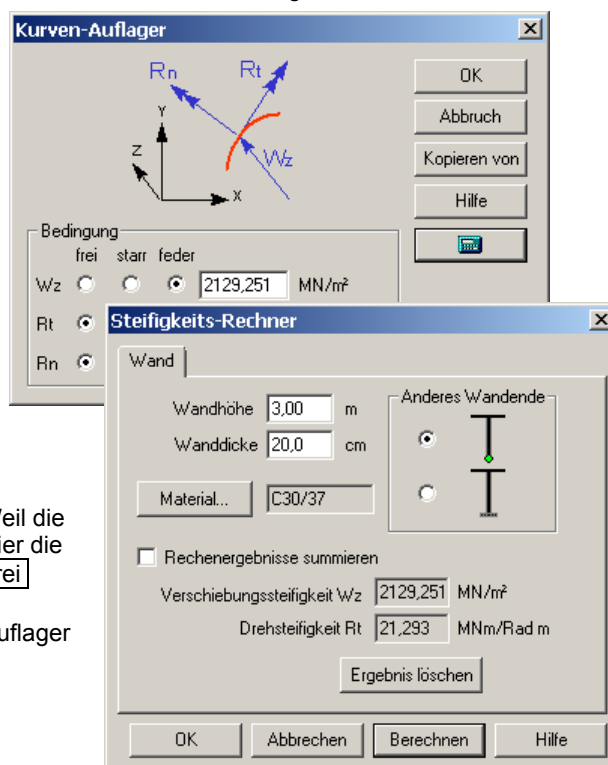 Kurven-Auflager
Rn
Rt
Y
Z
X
Wz
OK
Abbruch
Kopieren von
Hilfe
Bedingung
frei starr feder
Wz 2129,251 MN/m²
Rt
Rn
Steifigkeits-Rechner
Wand
Wandhöhe 3,00 m
Wanddicke 20,0 cm
Anderes Wandende
Material... C30/37
Rechenergebnisse summieren
Verschiebungssteifigkeit Wz 2129,251 MN/m²
Drehsteifigkeit Rt 21,293 MNm/Rad m
Ergebnis löschen
OK Abbrechen Berechnen Hilfe
die
die